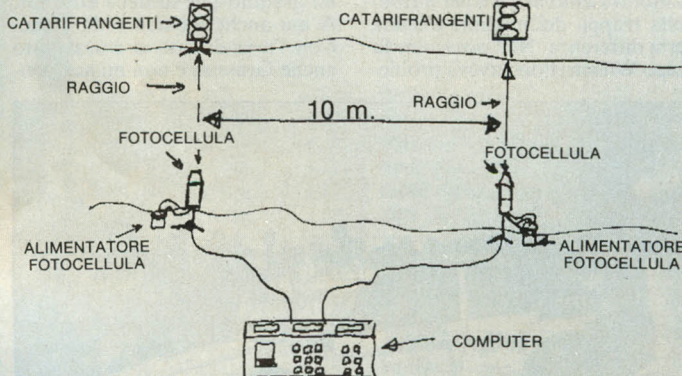 CATARIFRANGENTI
CATARIFRANGENTI
RAGGIO
RAGGIO
10 m.
FOTOCELLULA
FOTOCELLULA
ALIMENTATORE
FOTOCELLULA
ALIMENTATORE
FOTOCELLULA
COMPUTER